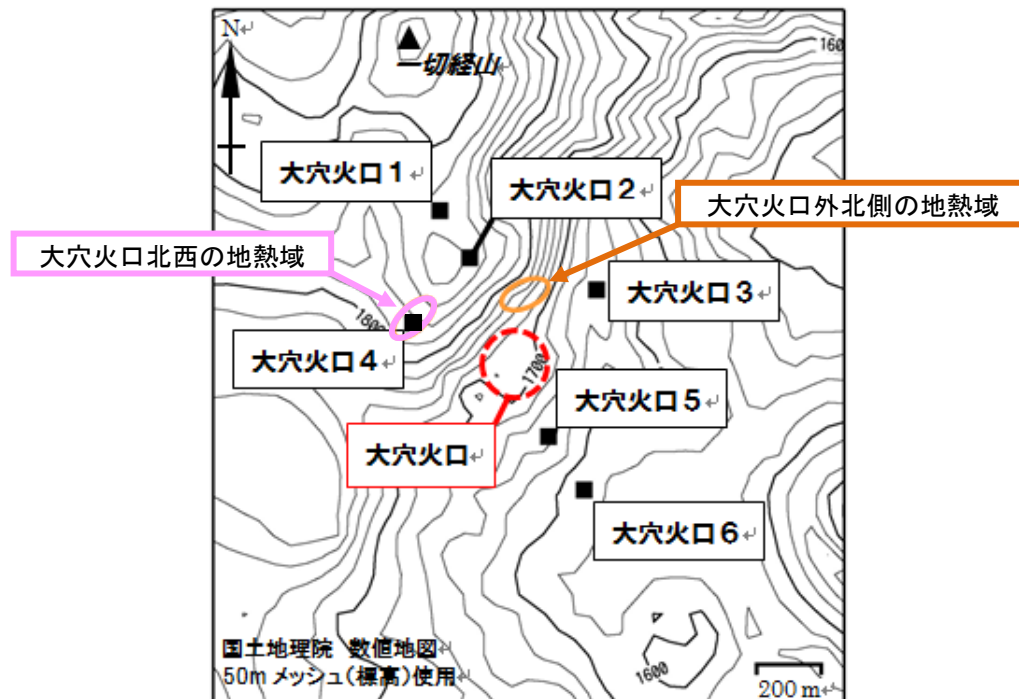 N
一切経山
160
大穴火口1
大穴火口2
大穴火口外北側の地熱域
大穴火口北西の地熱域
大穴火口3
1800
大穴火口4
1700
大穴火口5
大穴火口
大穴火口6
国土地理院 数値地図
50mメッシュ(標高)使用
1600
200 m